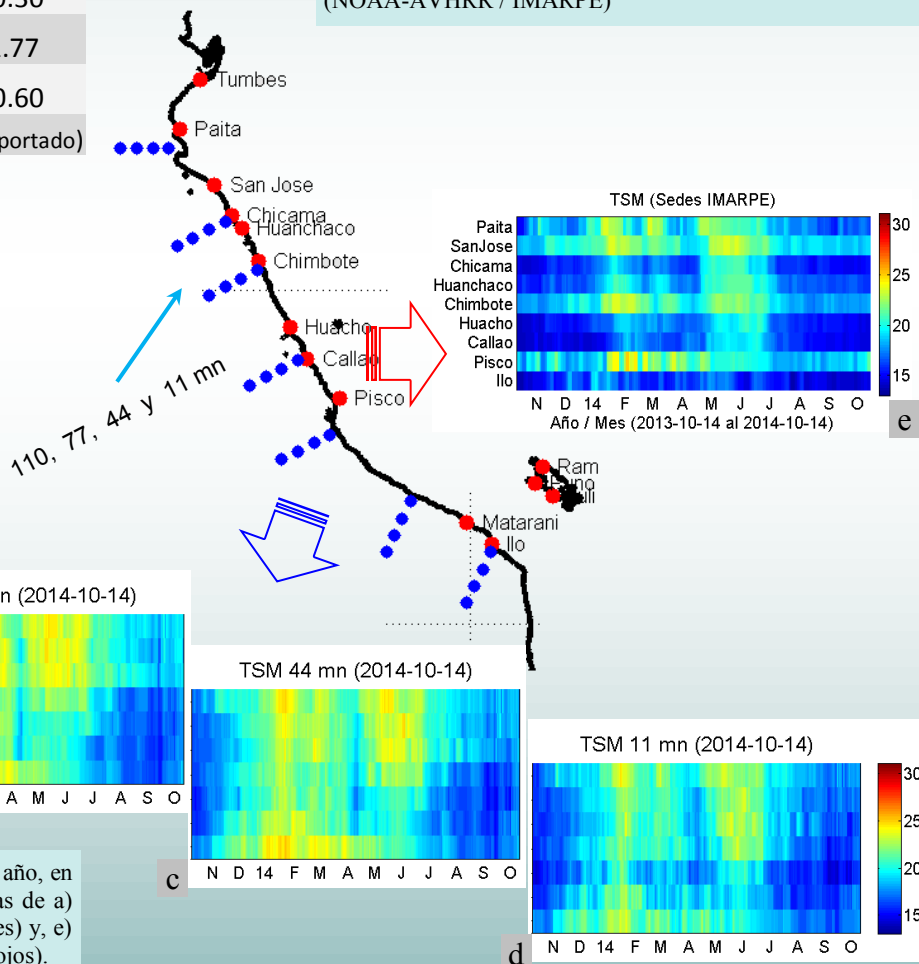 (NOAA-AVHRR / IMARPE)
.77
0.60
portado)
Tumbes
Paita
San Jose
Chicama
Huanchaco
Chimbote
Huacho
Callao
Pisco
110, 77, 44 y 11 mn
Ram
Matarani
Ilo
TSM (Sedes IMARPE)
Paita
SanJose
Chicama
Huanchaco
Chimbote
Huacho
Callao
Pisco
Ilo
30
25
20
15
N D 14 F M A M J J A S O
Año / Mes (2013-10-14 al 2014-10-14)
e
n (2014-10-14)
A M J J A S O
TSM 44 mn (2014-10-14)
N D 14 F M A M J J A S O
c
TSM 11 mn (2014-10-14)
30
25
20
15
N D 14 F M A M J J A S O
d
año, en
as de a)
es) y, e)
ojos).